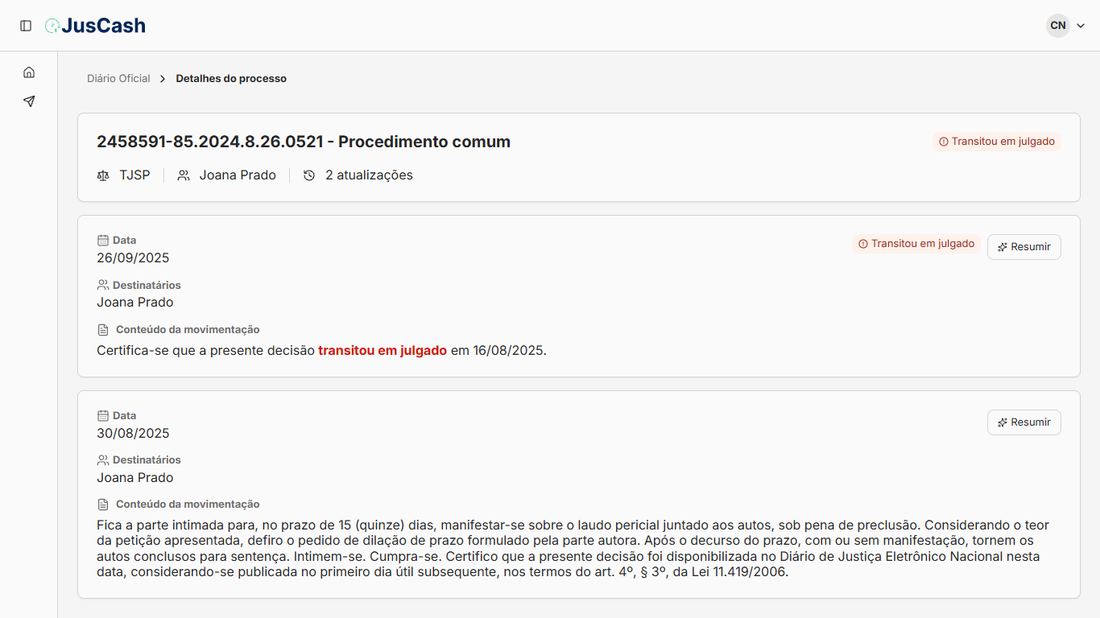 JusCash
CN
Diário Oficial > Detalhes do processo
2458591-85.2024.8.26.0521 - Procedimento comum
Transitou em julgado
TJSP
Joana Prado
2 atualizações
Data
26/09/2025
Transitou em julgado
Resumir
Destinatários
Joana Prado
Conteúdo da movimentação
Certifica-se que a presente decisão transitou em julgado em 16/08/2025.
Data
30/08/2025
Resumir
Destinatários
Joana Prado
Conteúdo da movimentação
Fica a parte intimada para, no prazo de 15 (quinze) dias, manifestar-se sobre o laudo pericial juntado aos autos, sob pena de preclusão. Considerando o teor
da petição apresentada, defiro o pedido de dilação de prazo formulado pela parte autora. Após o decurso do prazo, com ou sem manifestação, tornem os
autos conclusos para sentença. Intimem-se. Cumpra-se. Certifico que a presente decisão foi disponibilizada no Diário de Justiça Eletrônico Nacional nesta
data, considerando-se publicada no primeiro dia útil subsequente, nos termos do art. 4º, § 3º, da Lei 11.419/2006.